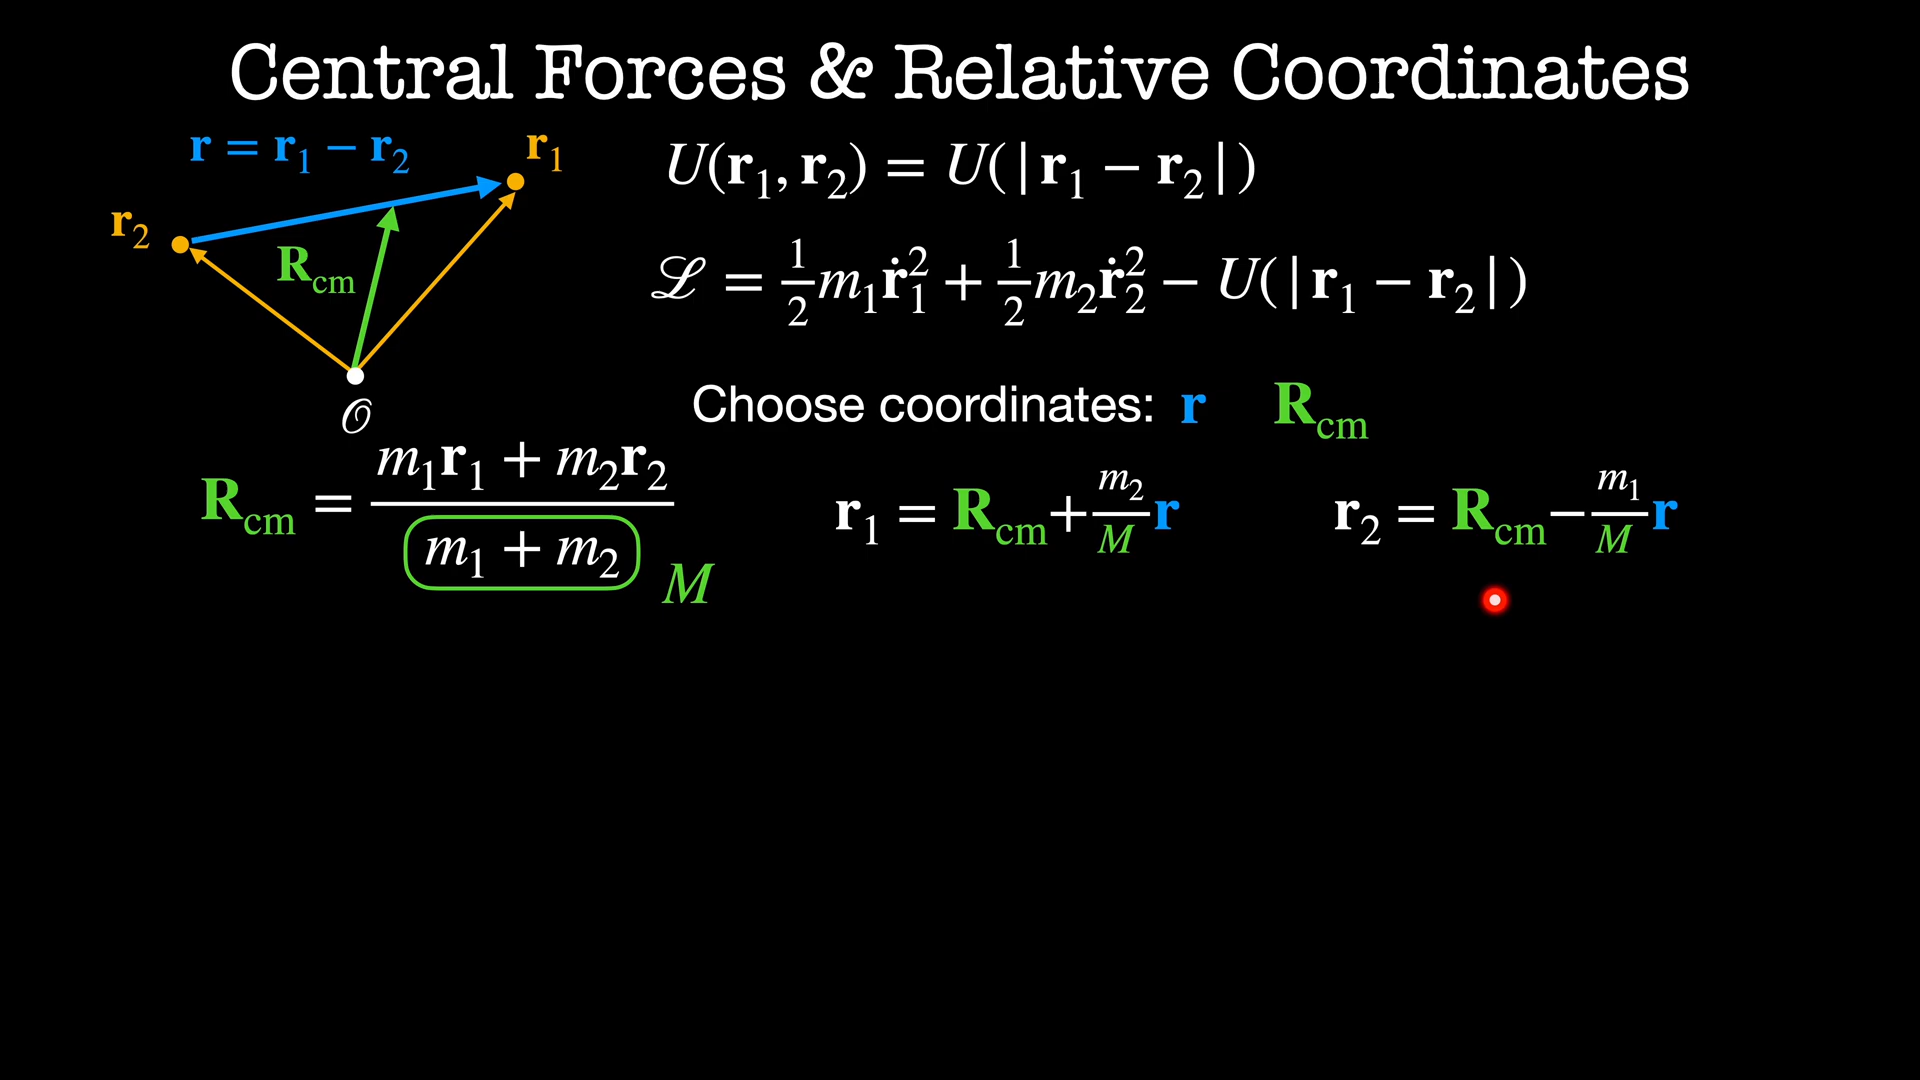 Central Forces & Relative Coordinates
r = r₁ − r₂
r₁
r₂
R_cm
𝒪
U(r₁, r₂) = U(|r₁ − r₂|)
ℒ = ½m₁ṙ₁² + ½m₂ṙ₂² − U(|r₁ − r₂|)
Choose coordinates: r R_cm
R_cm = (m₁r₁ + m₂r₂)/(m₁ + m₂) M
r₁ = R_cm + (m₂/M) r
r₂ = R_cm − (m₁/M) r